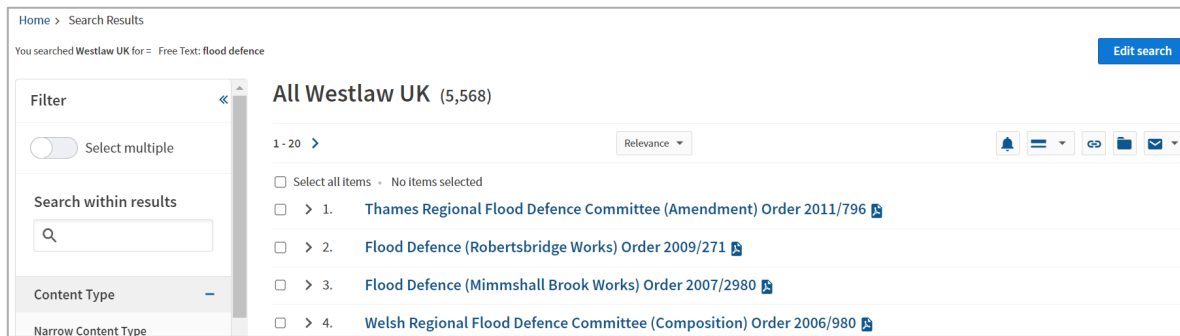 Home > Search Results
You searched Westlaw UK for = Free Text: flood defence
Edit search
Filter
Select multiple
Search within results
Content Type
Narrow Content Type
All Westlaw UK (5,568)
1 - 20
Relevance
Select all items • No items selected
1. Thames Regional Flood Defence Committee (Amendment) Order 2011/796
2. Flood Defence (Robertsbridge Works) Order 2009/271
3. Flood Defence (Mimmshall Brook Works) Order 2007/2980
4. Welsh Regional Flood Defence Committee (Composition) Order 2006/980